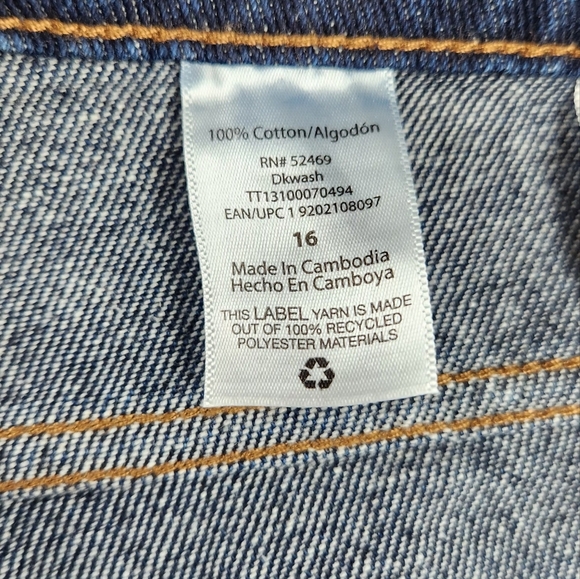 100% Cotton/Algodón
RN# 52469
Dkwash
TT13100070494
EAN/UPC 1 9202108097
16
Made In Cambodia
Hecho En Camboya
THIS LABEL YARN IS MADE
OUT OF 100% RECYCLED
POLYESTER MATERIALS